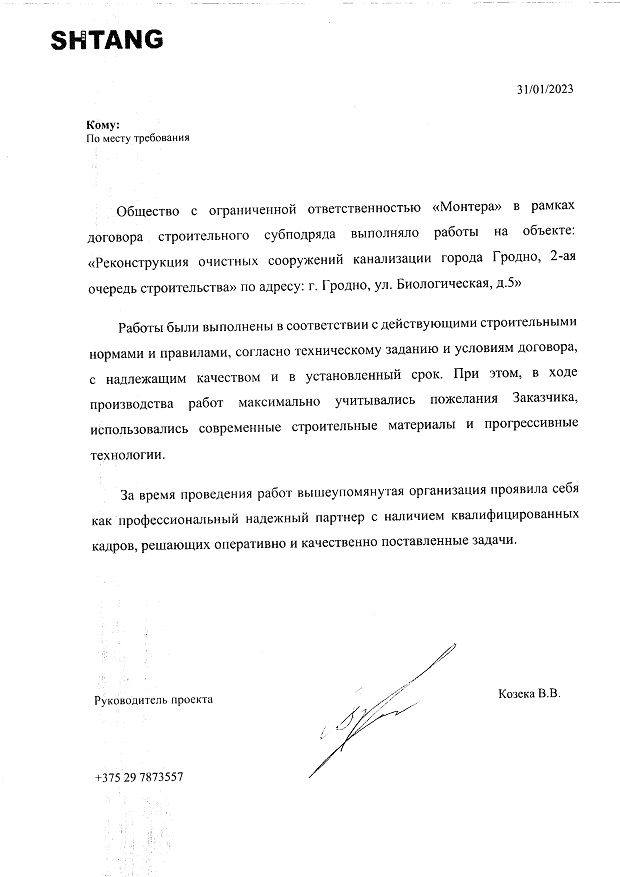 SHTANG
31/01/2023
Кому:
По месту требования
Общество с ограниченной ответственностью «Монтера» в рамках
договора строительного субподряда выполняло работы на объекте:
«Реконструкция очистных сооружений канализации города Гродно, 2-ая
очередь строительства» по адресу: г. Гродно, ул. Биологическая, д.5»
Работы были выполнены в соответствии с действующими строительными
нормами и правилами, согласно техническому заданию и условиям договора,
с надлежащим качеством и в установленный срок. При этом, в ходе
производства работ максимально учитывались пожелания Заказчика,
использовались современные строительные материалы и прогрессивные
технологии.
За время проведения работ вышеупомянутая организация проявила себя
как профессиональный надежный партнер с наличием квалифицированных
кадров, решающих оперативно и качественно поставленные задачи.
Руководитель проекта
Козека В.В.
+375 29 7873557